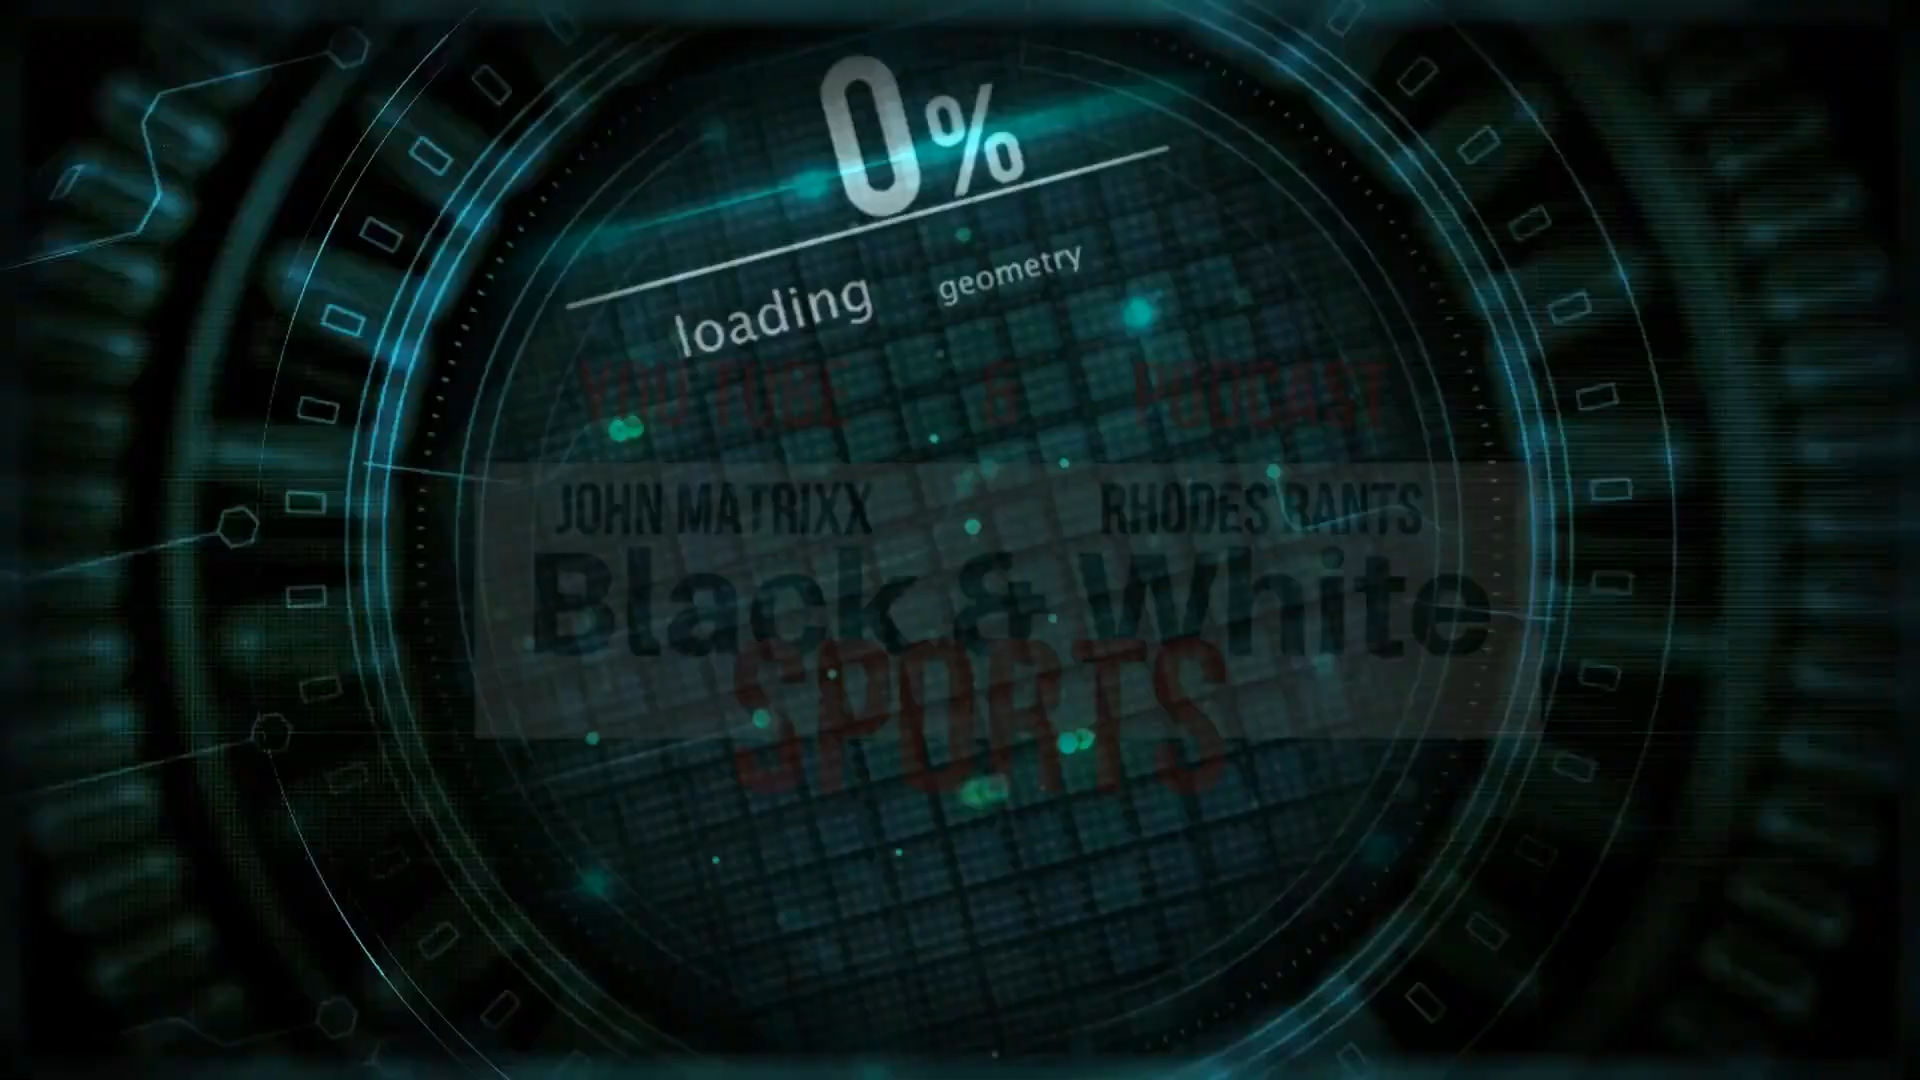 0%
loading geometry
YOU TUBE & PODCAST
JOHN MATRIXX RHODES RANTS
Black & White
SPORTS